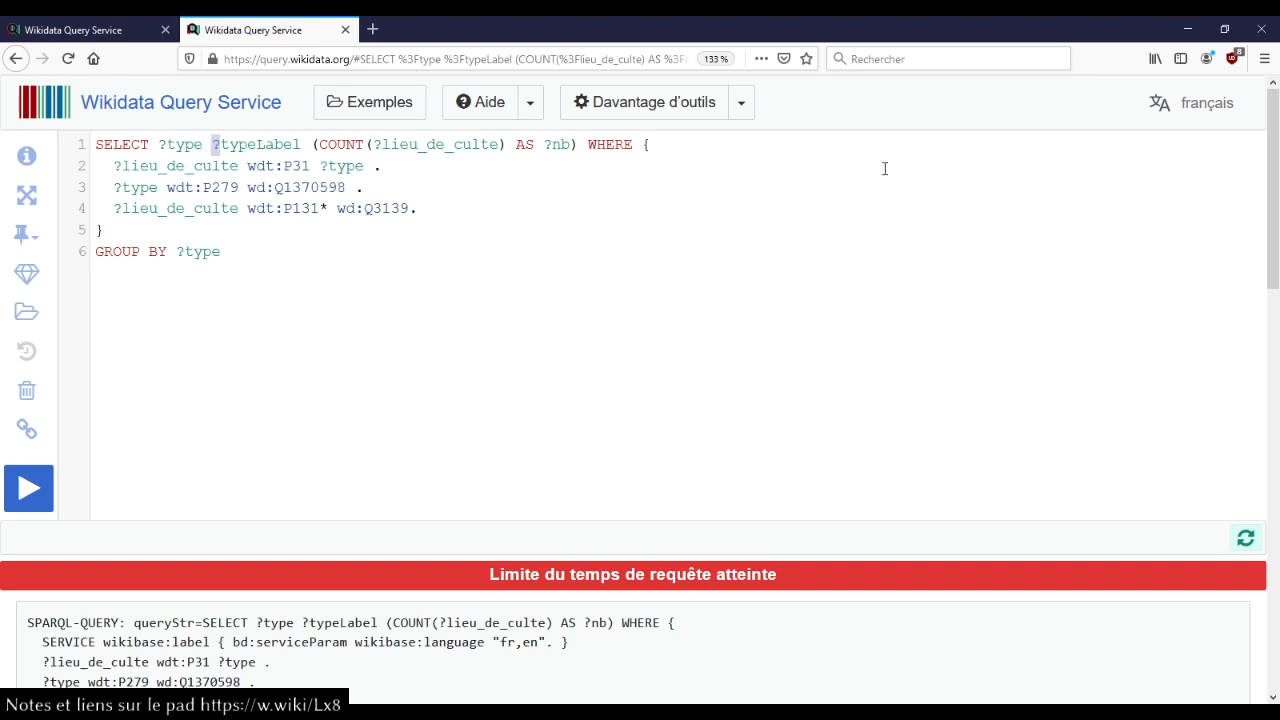 Wikidata Query Service
Wikidata Query Service
https://query.wikidata.org/#SELECT %3Ftype %3FtypeLabel (COUNT(%3Flieu_de_culte) AS %3F
133 %
Rechercher
8
Wikidata Query Service
Exemples
Aide
Davantage d'outils
français
1 SELECT ?type ?typeLabel (COUNT(?lieu_de_culte) AS ?nb) WHERE {
2 ?lieu_de_culte wdt:P31 ?type .
3 ?type wdt:P279 wd:Q1370598 .
4 ?lieu_de_culte wdt:P131* wd:Q3139.
5 }
6 GROUP BY ?type
Limite du temps de requête atteinte
SPARQL-QUERY: queryStr=SELECT ?type ?typeLabel (COUNT(?lieu_de_culte) AS ?nb) WHERE {
SERVICE wikibase:label { bd:serviceParam wikibase:language "fr,en". }
?lieu_de_culte wdt:P31 ?type .
?type wdt:P279 wd:Q1370598 .
Notes et liens sur le pad https://w.wiki/Lx8